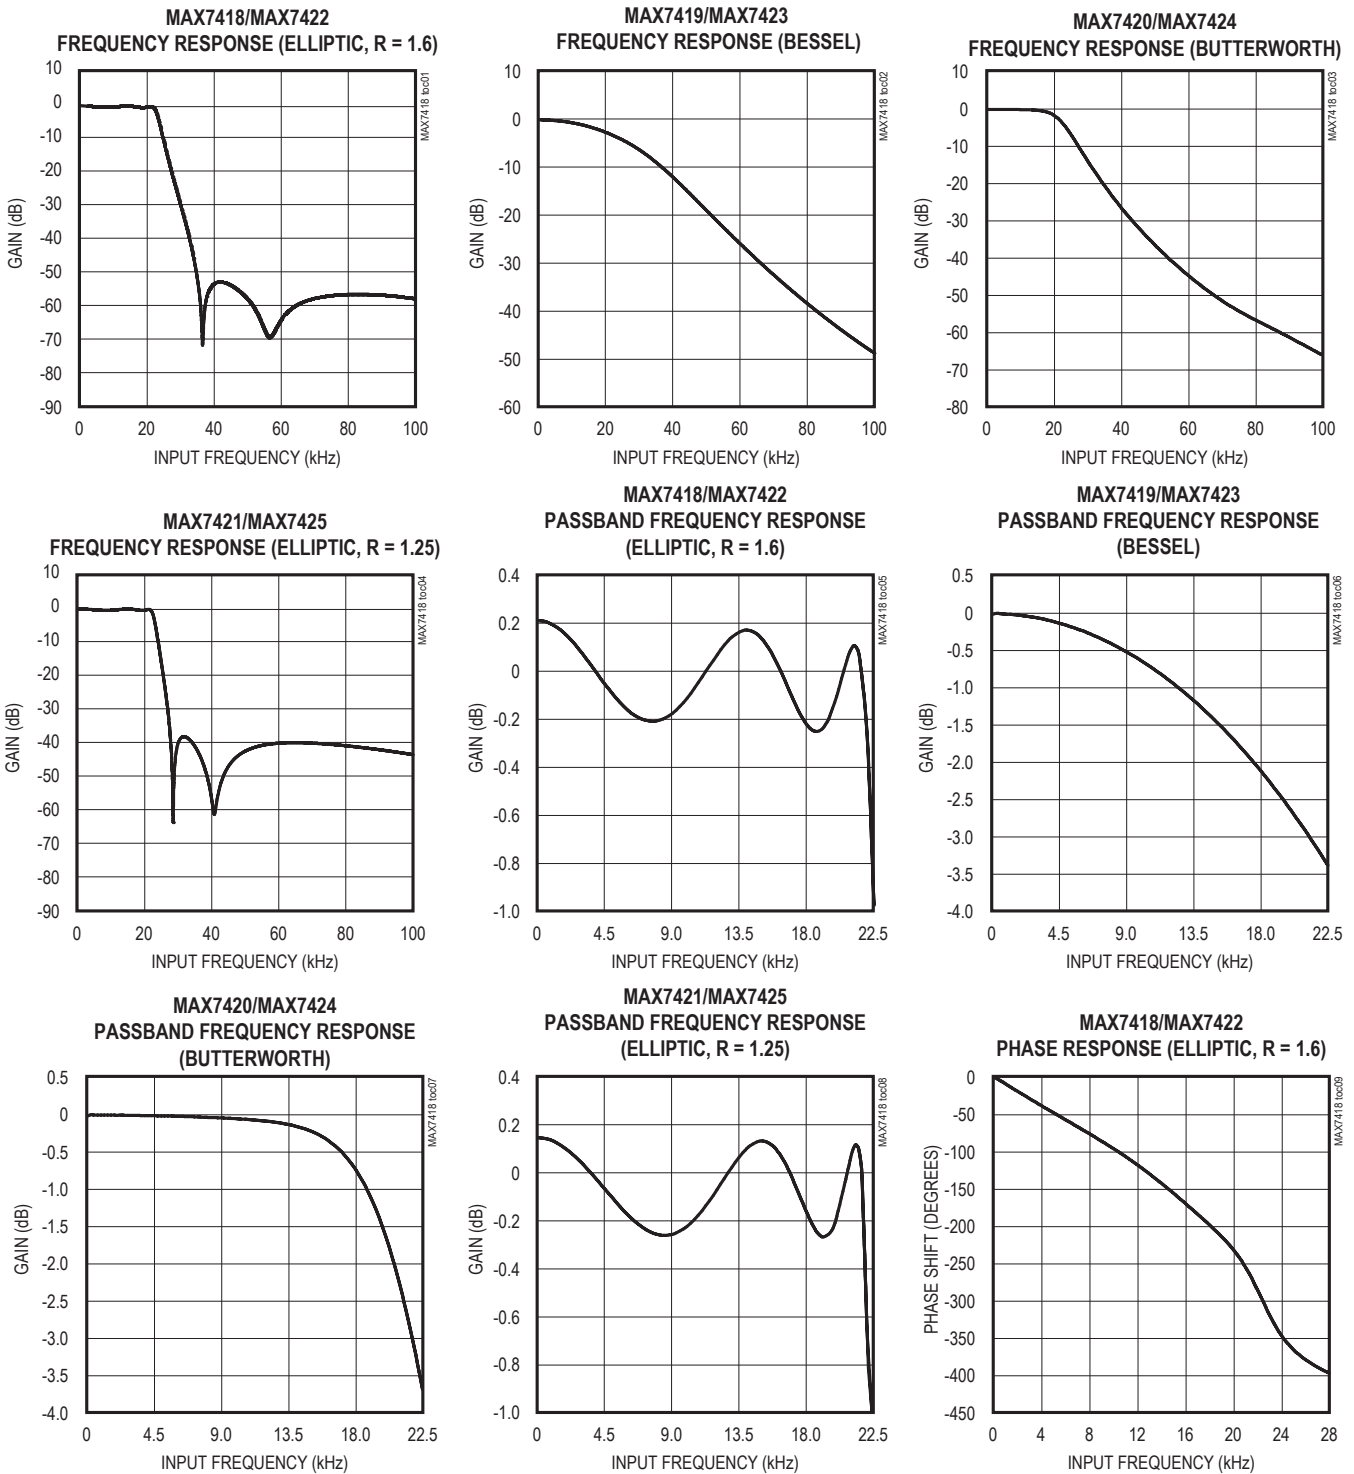 MAX7418/MAX7422
FREQUENCY RESPONSE (ELLIPTIC, R = 1.6)
MAX7418 toc01
GAIN (dB)
10
0
-10
-20
-30
-40
-50
-60
-70
-80
-90
0 20 40 60 80 100
INPUT FREQUENCY (kHz)
MAX7419/MAX7423
FREQUENCY RESPONSE (BESSEL)
MAX7418 toc02
GAIN (dB)
10
0
-10
-20
-30
-40
-50
-60
0 20 40 60 80 100
INPUT FREQUENCY (kHz)
MAX7420/MAX7424
FREQUENCY RESPONSE (BUTTERWORTH)
MAX7418 toc03
GAIN (dB)
10
0
-10
-20
-30
-40
-50
-60
-70
-80
0 20 40 60 80 100
INPUT FREQUENCY (kHz)
MAX7421/MAX7425
FREQUENCY RESPONSE (ELLIPTIC, R = 1.25)
MAX7418 toc04
GAIN (dB)
10
0
-10
-20
-30
-40
-50
-60
-70
-80
-90
0 20 40 60 80 100
INPUT FREQUENCY (kHz)
MAX7418/MAX7422
PASSBAND FREQUENCY RESPONSE
(ELLIPTIC, R = 1.6)
MAX7418 toc05
GAIN (dB)
0.4
0.2
0
-0.2
-0.4
-0.6
-0.8
-1.0
0 4.5 9.0 13.5 18.0 22.5
INPUT FREQUENCY (kHz)
MAX7419/MAX7423
PASSBAND FREQUENCY RESPONSE
(BESSEL)
MAX7418 toc06
GAIN (dB)
0.5
0
-0.5
-1.0
-1.5
-2.0
-2.5
-3.0
-3.5
-4.0
0 4.5 9.0 13.5 18.0 22.5
INPUT FREQUENCY (kHz)
MAX7420/MAX7424
PASSBAND FREQUENCY RESPONSE
(BUTTERWORTH)
MAX7418 toc07
GAIN (dB)
0.5
0
-0.5
-1.0
-1.5
-2.0
-2.5
-3.0
-3.5
-4.0
0 4.5 9.0 13.5 18.0 22.5
INPUT FREQUENCY (kHz)
MAX7421/MAX7425
PASSBAND FREQUENCY RESPONSE
(ELLIPTIC, R = 1.25)
MAX7418 toc08
GAIN (dB)
0.4
0.2
0
-0.2
-0.4
-0.6
-0.8
-1.0
0 4.5 9.0 13.5 18.0 22.5
INPUT FREQUENCY (kHz)
MAX7418/MAX7422
PHASE RESPONSE (ELLIPTIC, R = 1.6)
MAX7418 toc09
PHASE SHIFT (DEGREES)
0
-50
-100
-150
-200
-250
-300
-350
-400
-450
0 4 8 12 16 20 24 28
INPUT FREQUENCY (kHz)